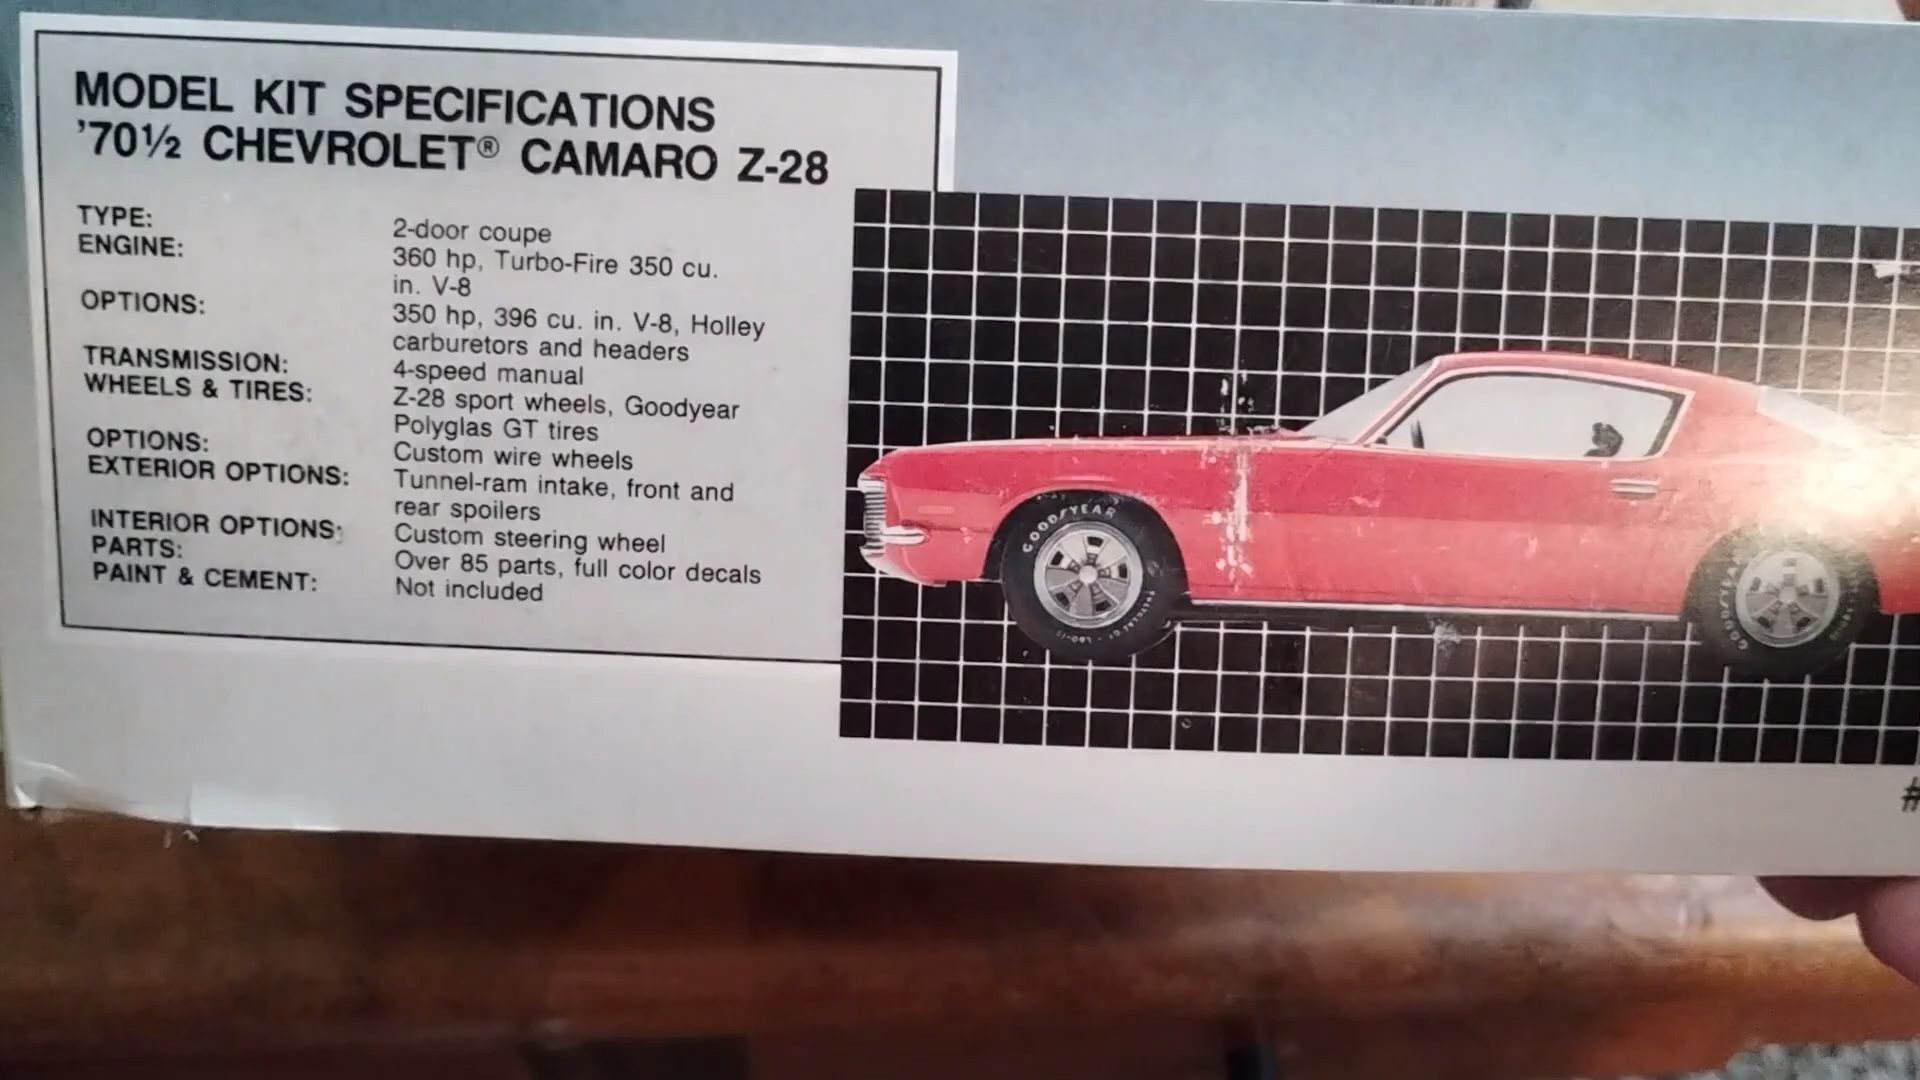 MODEL KIT SPECIFICATIONS
'70½ CHEVROLET® CAMARO Z-28
TYPE: 2-door coupe
ENGINE: 360 hp, Turbo-Fire 350 cu.
in. V-8
OPTIONS: 350 hp, 396 cu. in. V-8, Holley
carburetors and headers
TRANSMISSION: 4-speed manual
WHEELS & TIRES: Z-28 sport wheels, Goodyear
Polyglas GT tires
OPTIONS: Custom wire wheels
EXTERIOR OPTIONS: Tunnel-ram intake, front and
rear spoilers
INTERIOR OPTIONS: Custom steering wheel
PARTS: Over 85 parts, full color decals
PAINT & CEMENT: Not included
GOODYEAR
#